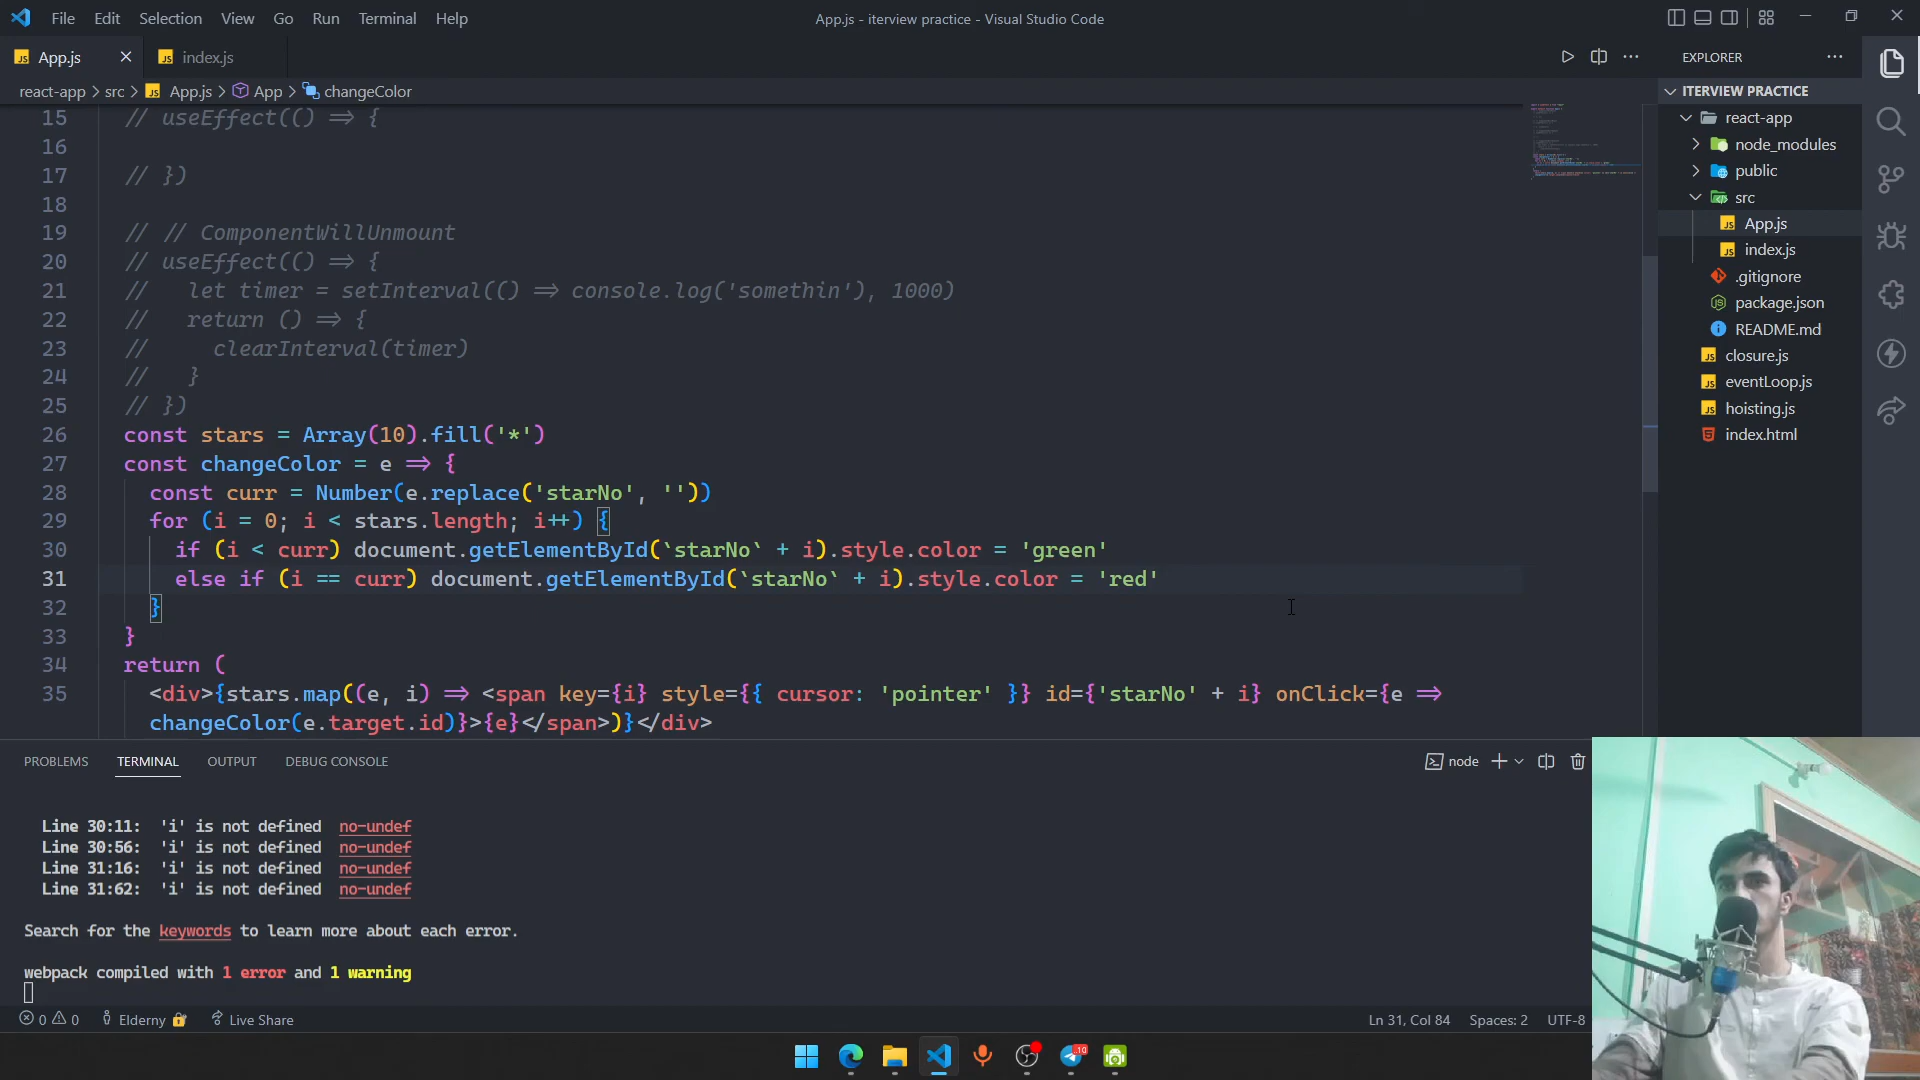 File Edit Selection View Go Run Terminal Help
App.js - iterview practice - Visual Studio Code
App.js
index.js
EXPLORER
react-app > src > App.js > App > changeColor
15 // useEffect(() => {
16
17 // })
18
19 // // ComponentWillUnmount
20 // useEffect(() => {
21 //   let timer = setInterval(() => console.log('somethin'), 1000)
22 //   return () => {
23 //     clearInterval(timer)
24 //   }
25 // })
26 const stars = Array(10).fill('*')
27 const changeColor = e => {
28   const curr = Number(e.replace('starNo', ''))
29   for (i = 0; i < stars.length; i++) {
30     if (i < curr) document.getElementById(`starNo` + i).style.color = 'green'
31     else if (i == curr) document.getElementById(`starNo` + i).style.color = 'red'
32   }
33 }
34 return (
35   <div>{stars.map((e, i) => <span key={i} style={{ cursor: 'pointer' }} id={'starNo' + i} onClick={e =>
changeColor(e.target.id)}>{e}</span>)}</div>
ITERVIEW PRACTICE
react-app
node_modules
public
src
App.js
index.js
.gitignore
package.json
README.md
closure.js
eventLoop.js
hoisting.js
index.html
PROBLEMS TERMINAL OUTPUT DEBUG CONSOLE
node
Line 30:11: 'i' is not defined no-undef
Line 30:56: 'i' is not defined no-undef
Line 31:16: 'i' is not defined no-undef
Line 31:62: 'i' is not defined no-undef
Search for the keywords to learn more about each error.
webpack compiled with 1 error and 1 warning
0 0 Elderny Live Share
Ln 31, Col 84 Spaces: 2 UTF-8
10